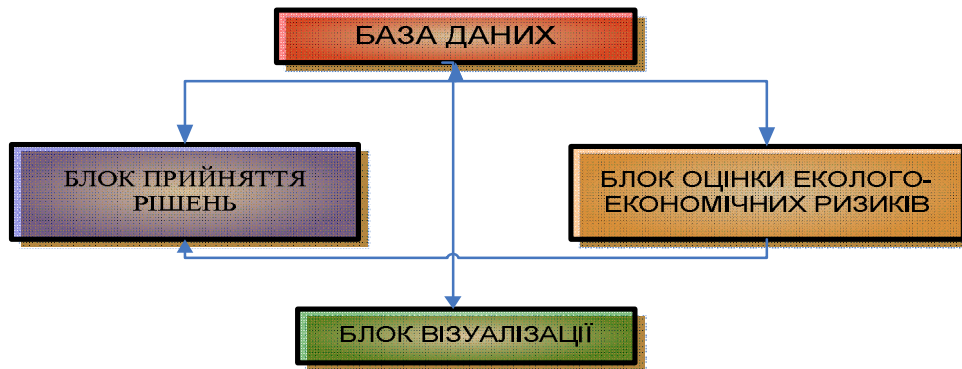 БАЗА ДАНИХ
БЛОК ПРИЙНЯТТЯ
РІШЕНЬ
БЛОК ОЦІНКИ ЕКОЛОГО-
ЕКОНОМІЧНИХ РИЗИКІВ
БЛОК ВІЗУАЛІЗАЦІЇ